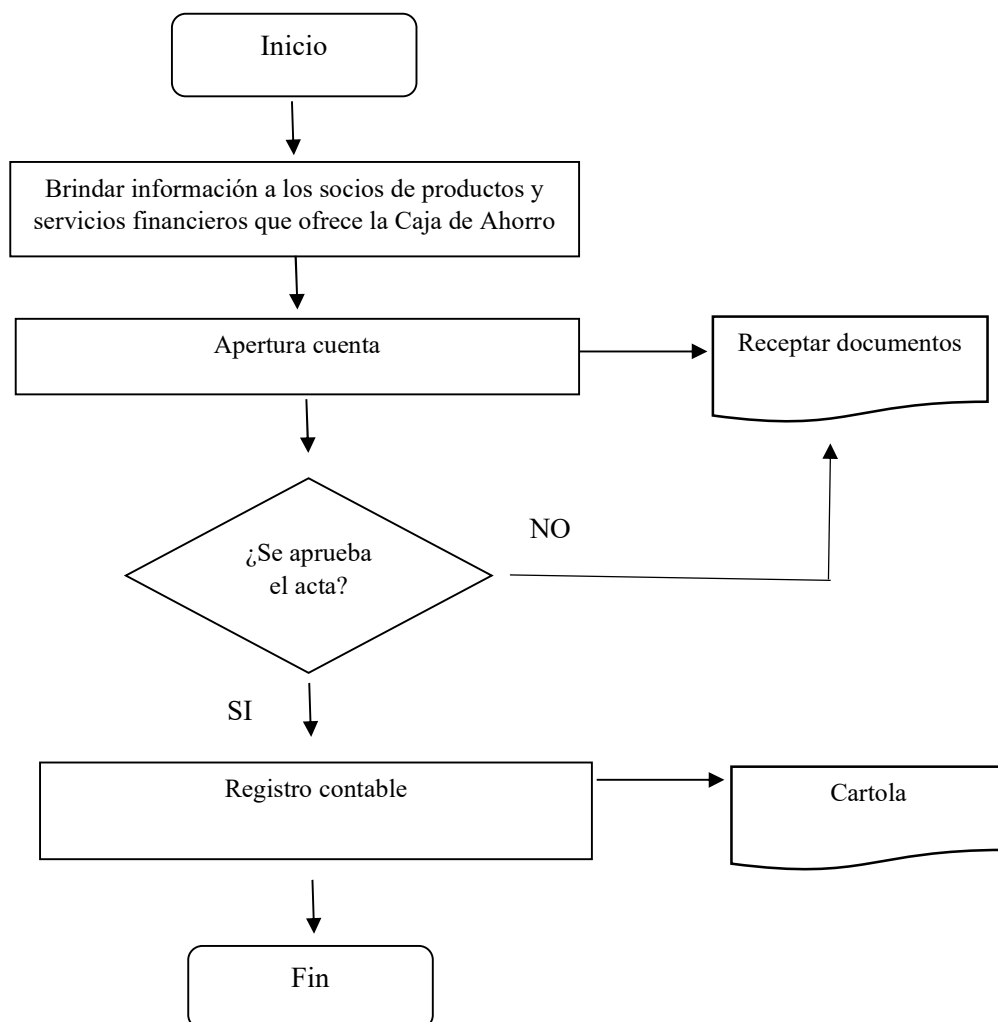 Inicio
Brindar información a los socios de productos y
servicios financieros que ofrece la Caja de Ahorro
Apertura cuenta
Receptar documentos
¿Se aprueba
el acta?
NO
SI
Registro contable
Cartola
Fin